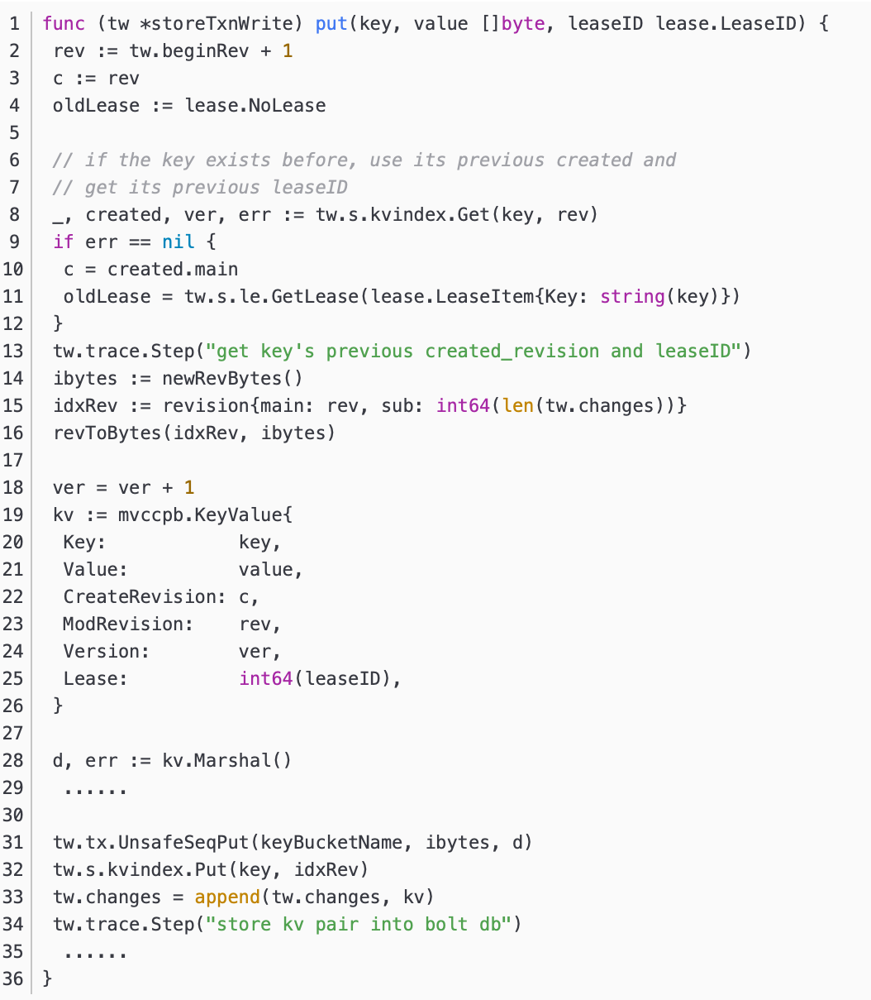 1 func (tw *storeTxnWrite) put(key, value []byte, leaseID lease.LeaseID) {
2  rev := tw.beginRev + 1
3  c := rev
4  oldLease := lease.NoLease
5
6  // if the key exists before, use its previous created and
7  // get its previous leaseID
8  _, created, ver, err := tw.s.kvindex.Get(key, rev)
9  if err == nil {
10   c = created.main
11   oldLease = tw.s.le.GetLease(lease.LeaseItem{Key: string(key)})
12  }
13  tw.trace.Step("get key's previous created_revision and leaseID")
14  ibytes := newRevBytes()
15  idxRev := revision{main: rev, sub: int64(len(tw.changes))}
16  revToBytes(idxRev, ibytes)
17
18  ver = ver + 1
19  kv := mvccpb.KeyValue{
20   Key:            key,
21   Value:          value,
22   CreateRevision: c,
23   ModRevision:    rev,
24   Version:        ver,
25   Lease:          int64(leaseID),
26  }
27
28  d, err := kv.Marshal()
29   ......
30
31  tw.tx.UnsafeSeqPut(keyBucketName, ibytes, d)
32  tw.s.kvindex.Put(key, idxRev)
33  tw.changes = append(tw.changes, kv)
34  tw.trace.Step("store kv pair into bolt db")
35   ......
36 }